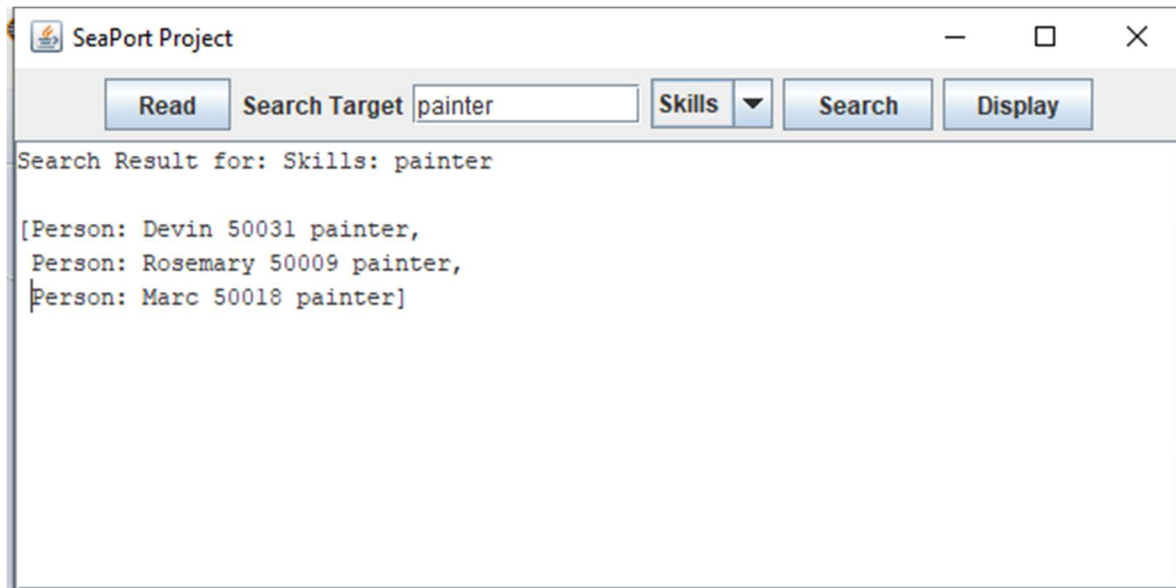 SeaPort Project
Read Search Target painter Skills Search Display
Search Result for: Skills: painter
[Person: Devin 50031 painter,
Person: Rosemary 50009 painter,
Person: Marc 50018 painter]